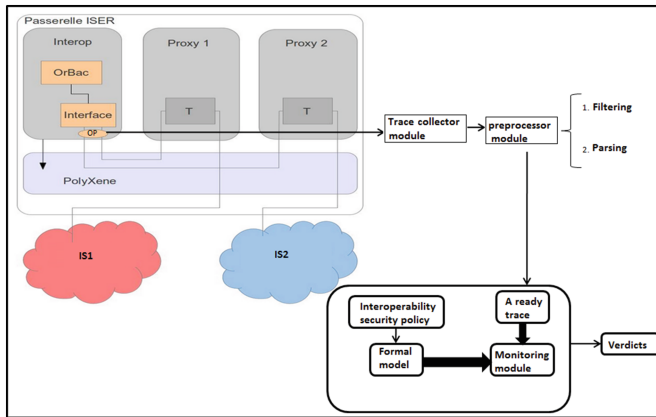 Passerelle ISER
Interop
Proxy 1
Proxy 2
OrBac
Interface
OP
T
T
PolyXene
IS1
IS2
Trace collector
module
preprocessor
module
1. Filtering
2. Parsing
Interoperability
security policy
A ready
trace
Formal
model
Monitoring
module
Verdicts